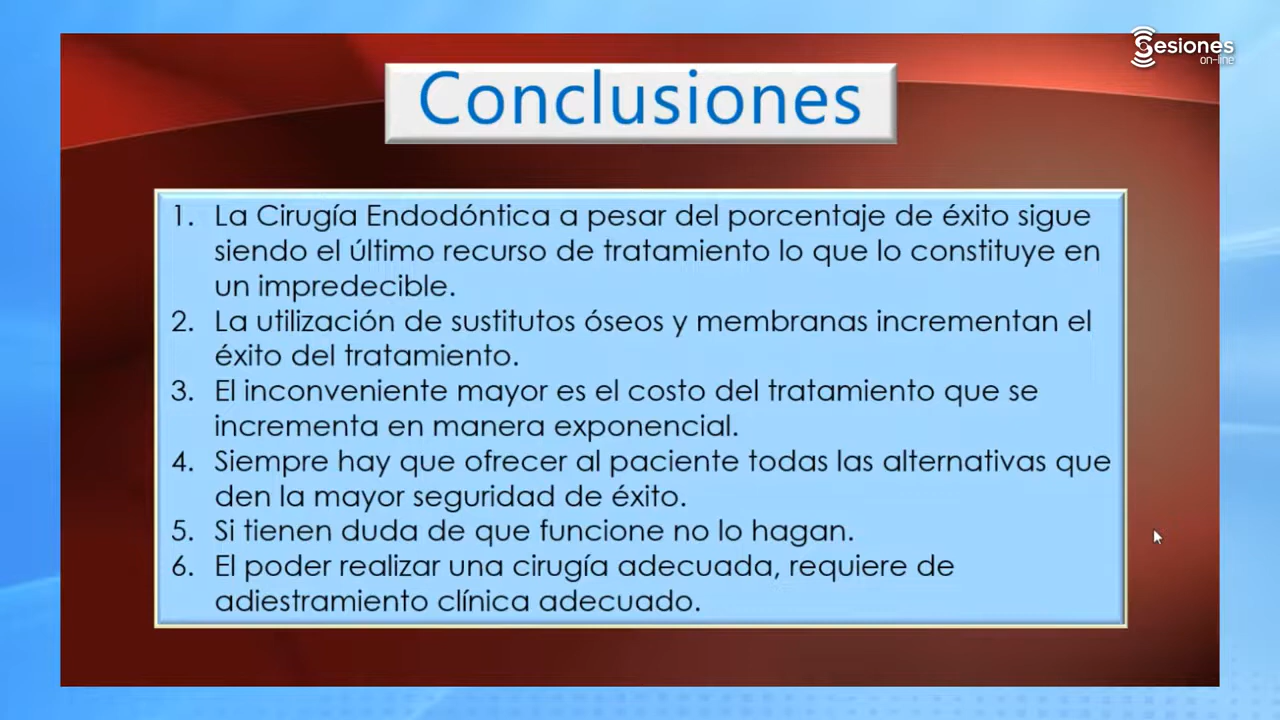 Sesiones
on-line
Conclusiones
1. La Cirugía Endodóntica a pesar del porcentaje de éxito sigue
siendo el último recurso de tratamiento lo que lo constituye en
un impredecible.
2. La utilización de sustitutos óseos y membranas incrementan el
éxito del tratamiento.
3. El inconveniente mayor es el costo del tratamiento que se
incrementa en manera exponencial.
4. Siempre hay que ofrecer al paciente todas las alternativas que
den la mayor seguridad de éxito.
5. Si tienen duda de que funcione no lo hagan.
6. El poder realizar una cirugía adecuada, requiere de
adiestramiento clínica adecuado.